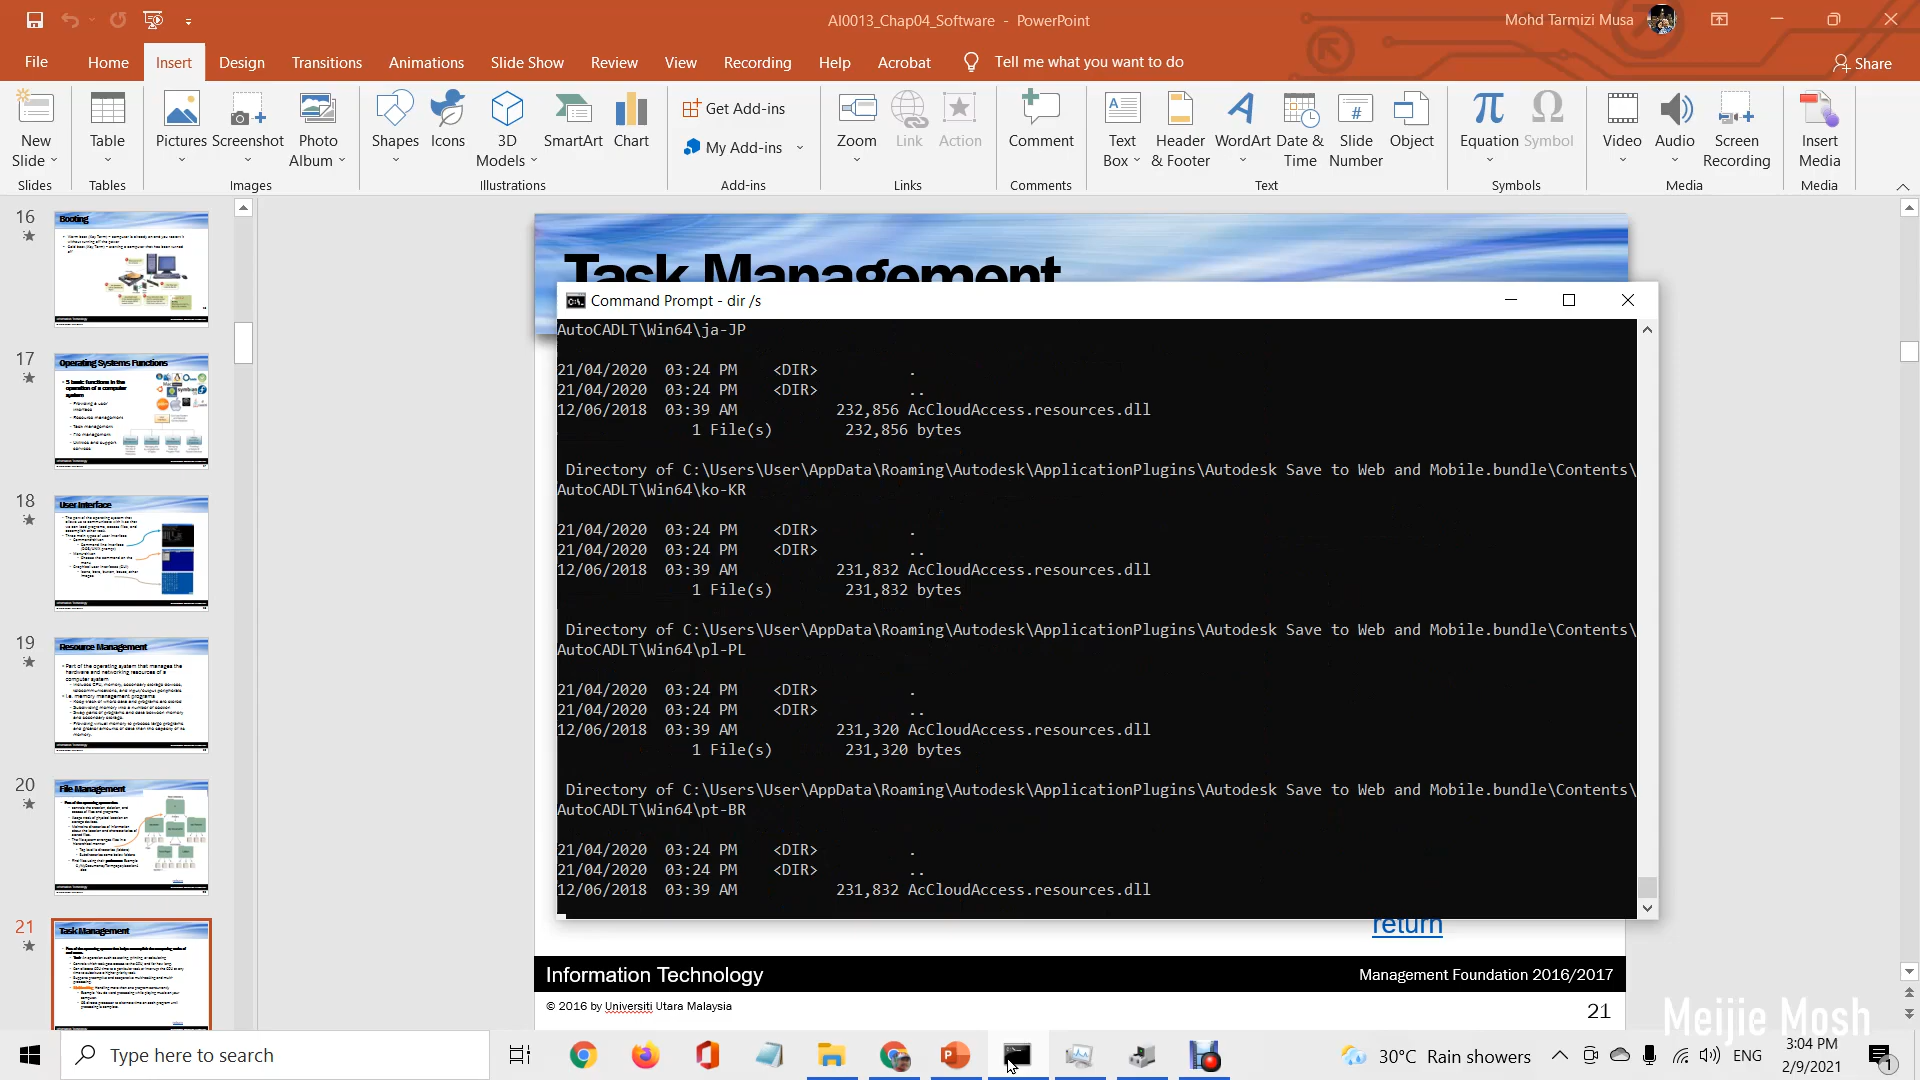 AI0013_Chap04_Software - PowerPoint
Mohd Tarmizi Musa
File Home Insert Design Transitions Animations Slide Show Review View Recording Help Acrobat Tell me what you want to do Share
New Slide
Table
Pictures
Screenshot
Photo Album
Shapes
Icons
3D Models
SmartArt
Chart
Get Add-ins
My Add-ins
Zoom
Link
Action
Comment
Text Box
Header & Footer
WordArt
Date & Time
Slide Number
Object
Equation
Symbol
Video
Audio
Screen Recording
Insert Media
Slides Tables Images Illustrations Add-ins Links Comments Text Symbols Media Media
16
Booting
17
Operating Systems Functions
18
User Interface
19
Resource Management
20
File Management
21
Task Management
Task Management
Command Prompt - dir /s
AutoCADLT\Win64\ja-JP
21/04/2020 03:24 PM <DIR> .
21/04/2020 03:24 PM <DIR> ..
12/06/2018 03:39 AM 232,856 AcCloudAccess.resources.dll
1 File(s) 232,856 bytes
Directory of C:\Users\User\AppData\Roaming\Autodesk\ApplicationPlugins\Autodesk Save to Web and Mobile.bundle\Contents\
AutoCADLT\Win64\ko-KR
21/04/2020 03:24 PM <DIR> .
21/04/2020 03:24 PM <DIR> ..
12/06/2018 03:39 AM 231,832 AcCloudAccess.resources.dll
1 File(s) 231,832 bytes
Directory of C:\Users\User\AppData\Roaming\Autodesk\ApplicationPlugins\Autodesk Save to Web and Mobile.bundle\Contents\
AutoCADLT\Win64\pl-PL
21/04/2020 03:24 PM <DIR> .
21/04/2020 03:24 PM <DIR> ..
12/06/2018 03:39 AM 231,320 AcCloudAccess.resources.dll
1 File(s) 231,320 bytes
Directory of C:\Users\User\AppData\Roaming\Autodesk\ApplicationPlugins\Autodesk Save to Web and Mobile.bundle\Contents\
AutoCADLT\Win64\pt-BR
21/04/2020 03:24 PM <DIR> .
21/04/2020 03:24 PM <DIR> ..
12/06/2018 03:39 AM 231,832 AcCloudAccess.resources.dll
return
Information Technology
Management Foundation 2016/2017
© 2016 by Universiti Utara Malaysia
21
Meijie Mosh
Type here to search
30°C Rain showers
ENG
3:04 PM
2/9/2021
1